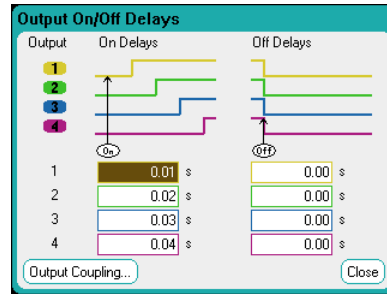 Output On/Off Delays
Output On Delays Off Delays
1
2
3
4
On Off
1 0.01 s 0.00 s
2 0.02 s 0.00 s
3 0.03 s 0.00 s
4 0.04 s 0.00 s
Output Coupling... Close